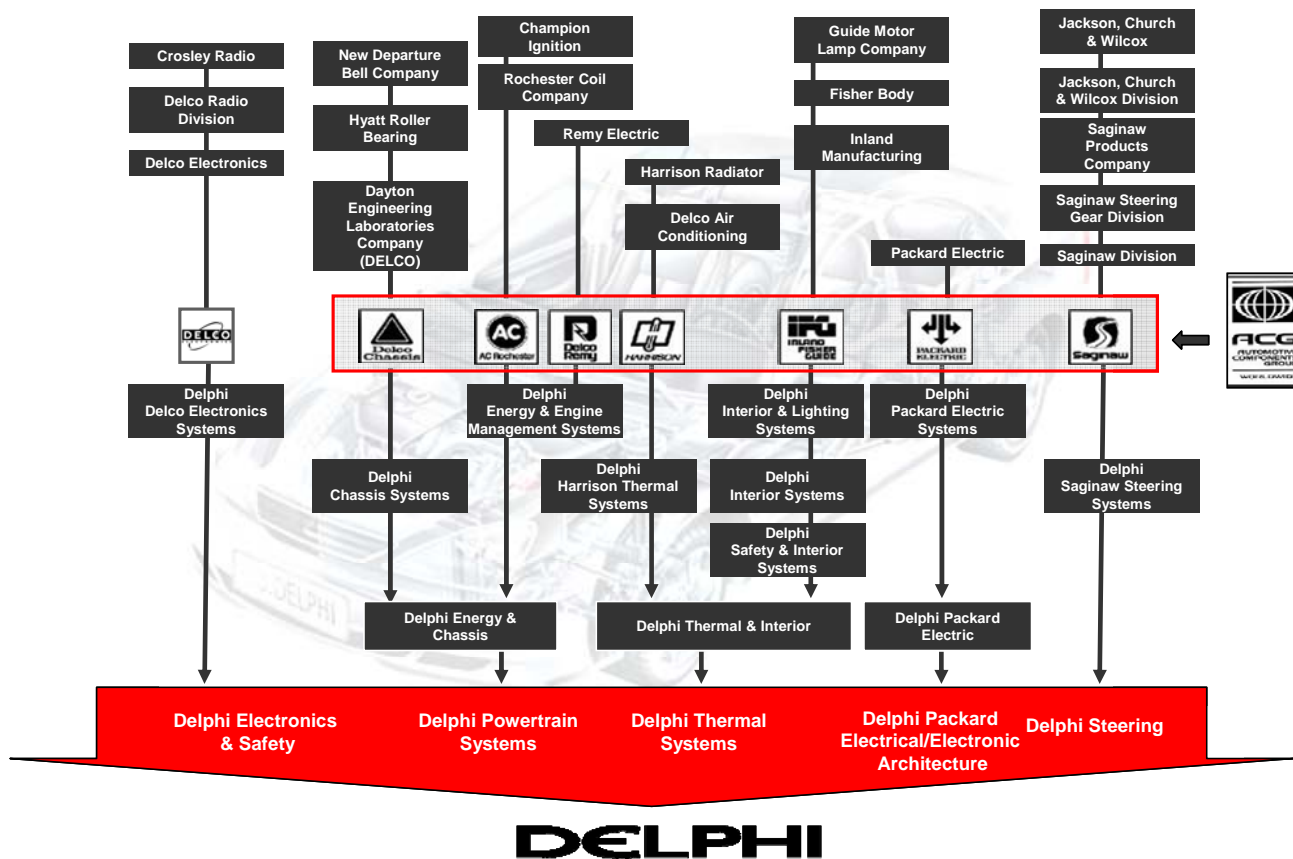 Crosley Radio
Delco Radio
Division
Delco Electronics
New Departure
Bell Company
Hyatt Roller
Bearing
Dayton
Engineering
Laboratories
Company
(DELCO)
Champion
Ignition
Rochester Coil
Company
Remy Electric
Harrison Radiator
Delco Air
Conditioning
Guide Motor
Lamp Company
Fisher Body
Inland
Manufacturing
Packard Electric
Jackson, Church
& Wilcox
Jackson, Church
& Wilcox Division
Saginaw
Products
Company
Saginaw Steering
Gear Division
Saginaw Division
DELCO
ELECTRONICS
Delco
Chassis
AC
AC Rochester
Delco
Remy
HARRISON
IFG
INLAND
FISHER
GUIDE
PACKARD
ELECTRIC
Saginaw
ACG
AUTOMOTIVE
COMPONENTS
GROUP
WORLDWIDE
Delphi
Delco Electronics
Systems
Delphi
Energy & Engine
Management Systems
Delphi
Interior & Lighting
Systems
Delphi
Packard Electric
Systems
Delphi
Chassis Systems
Delphi
Harrison Thermal
Systems
Delphi
Interior Systems
Delphi
Saginaw Steering
Systems
Delphi
Safety & Interior
Systems
DELPHI
Delphi Energy &
Chassis
Delphi Thermal & Interior
Delphi Packard
Electric
Delphi Electronics
& Safety
Delphi Powertrain
Systems
Delphi Thermal
Systems
Delphi Packard
Electrical/Electronic
Architecture
Delphi Steering
DELPHI